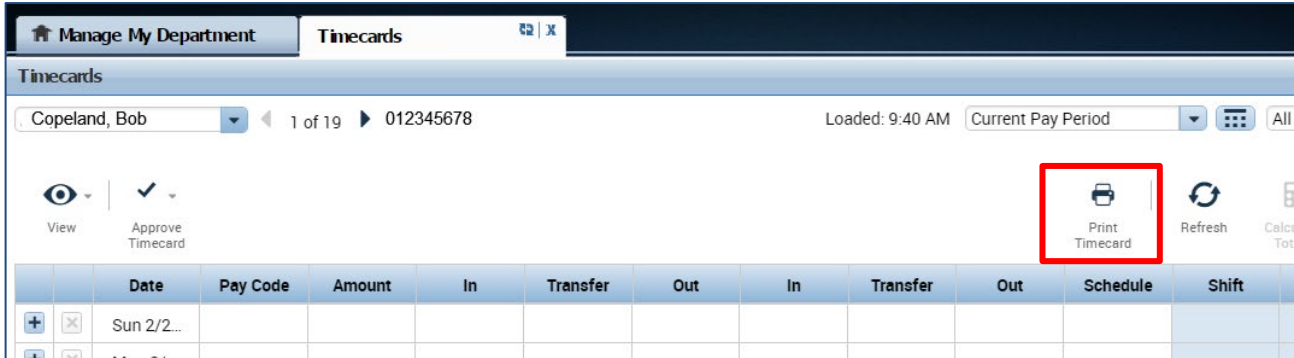 Manage My Department Timecards
Timecards
Copeland, Bob 1 of 19 012345678 Loaded: 9:40 AM Current Pay Period All
View Approve Timecard Print Timecard Refresh
Date Pay Code Amount In Transfer Out In Transfer Out Schedule Shift
Sun 2/2...